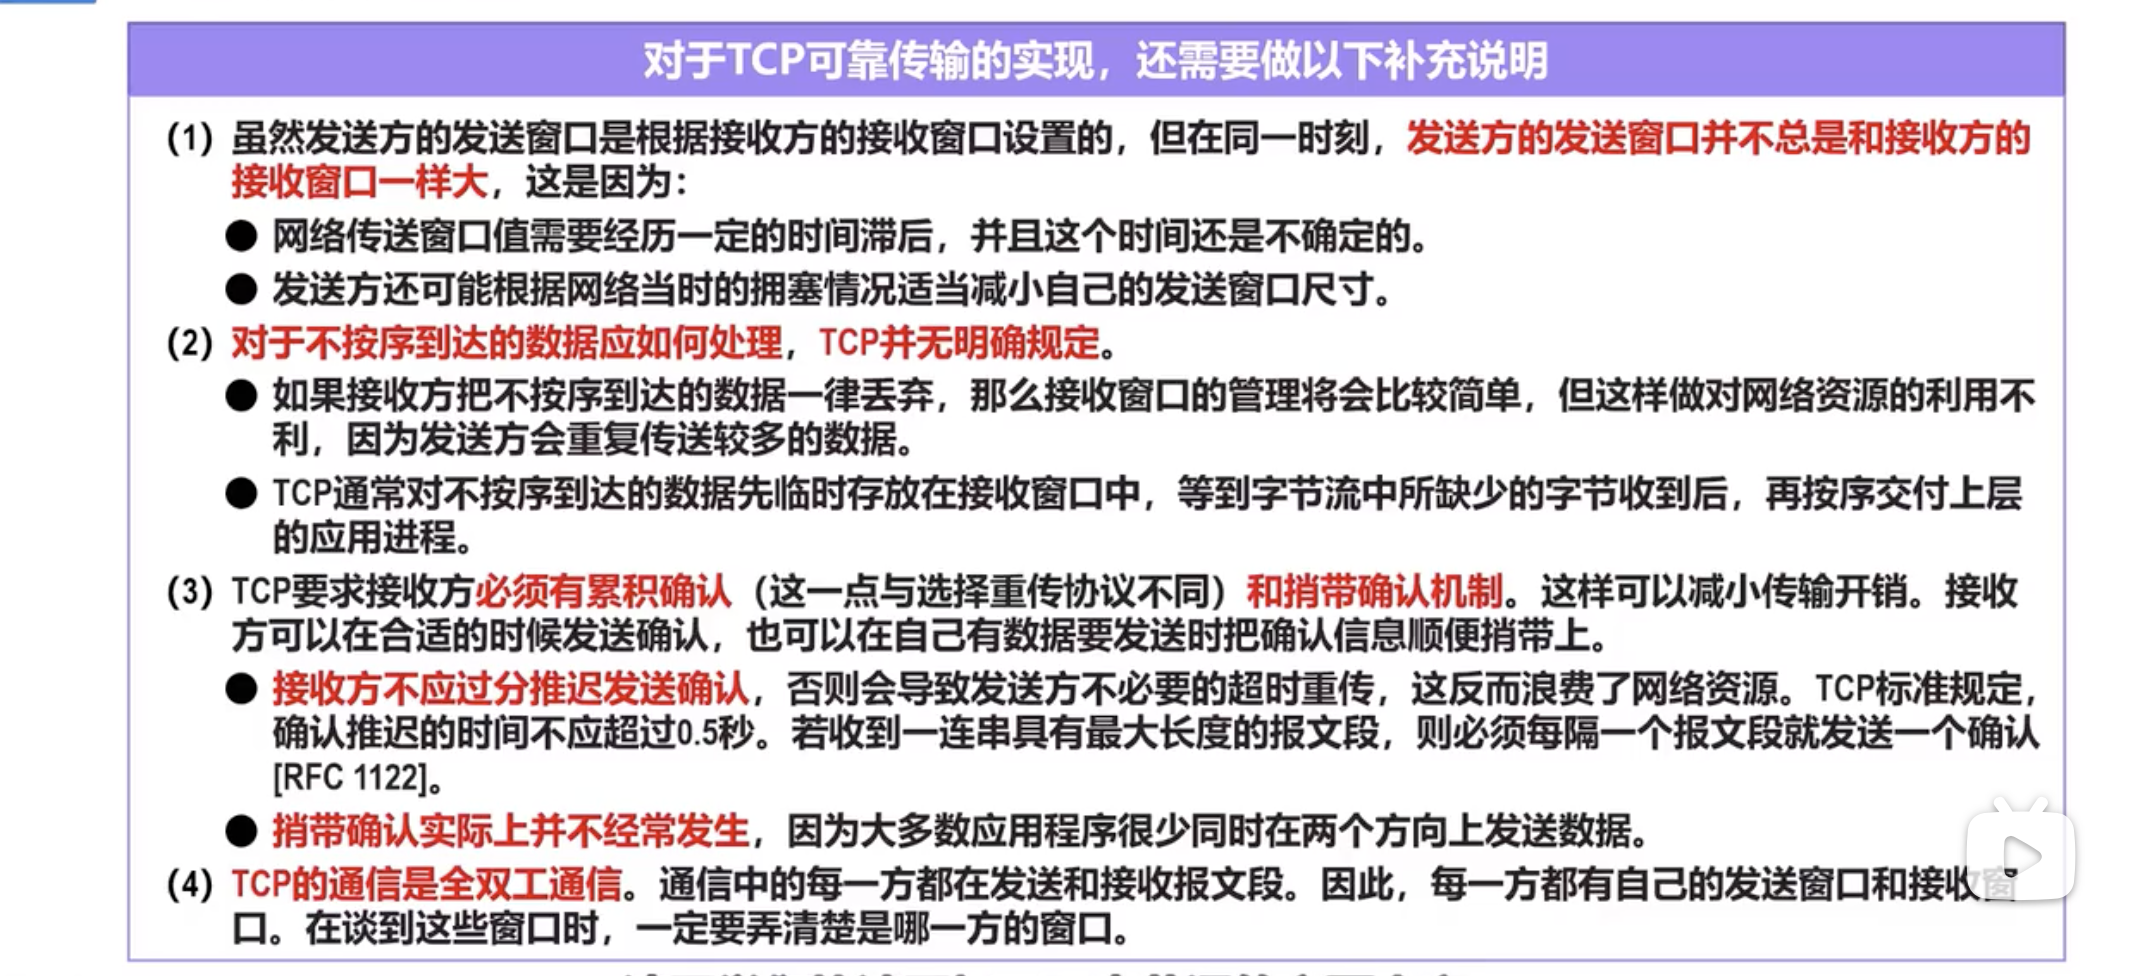 对于TCP可靠传输的实现，还需要做以下补充说明
(1) 虽然发送方的发送窗口是根据接收方的接收窗口设置的，但在同一时刻，发送方的发送窗口并不总是和接收方的
接收窗口一样大，这是因为：
● 网络传送窗口值需要经历一定的时间滞后，并且这个时间还是不确定的。
● 发送方还可能根据网络当时的拥塞情况适当减小自己的发送窗口尺寸。
(2) 对于不按序到达的数据应如何处理，TCP并无明确规定。
● 如果接收方把不按序到达的数据一律丢弃，那么接收窗口的管理将会比较简单，但这样做对网络资源的利用不
利，因为发送方会重复传送较多的数据。
● TCP通常对不按序到达的数据先临时存放在接收窗口中，等到字节流中所缺少的字节收到后，再按序交付上层
的应用进程。
(3) TCP要求接收方必须有累积确认（这一点与选择重传协议不同）和捎带确认机制。这样可以减小传输开销。接收
方可以在合适的时候发送确认，也可以在自己有数据要发送时把确认信息顺便捎带上。
● 接收方不应过分推迟发送确认，否则会导致发送方不必要的超时重传，这反而浪费了网络资源。TCP标准规定，
确认推迟的时间不应超过0.5秒。若收到一连串具有最大长度的报文段，则必须每隔一个报文段就发送一个确认
[RFC 1122]。
● 捎带确认实际上并不经常发生，因为大多数应用程序很少同时在两个方向上发送数据。
(4) TCP的通信是全双工通信。通信中的每一方都在发送和接收报文段。因此，每一方都有自己的发送窗口和接收窗
口。在谈到这些窗口时，一定要弄清楚是哪一方的窗口。